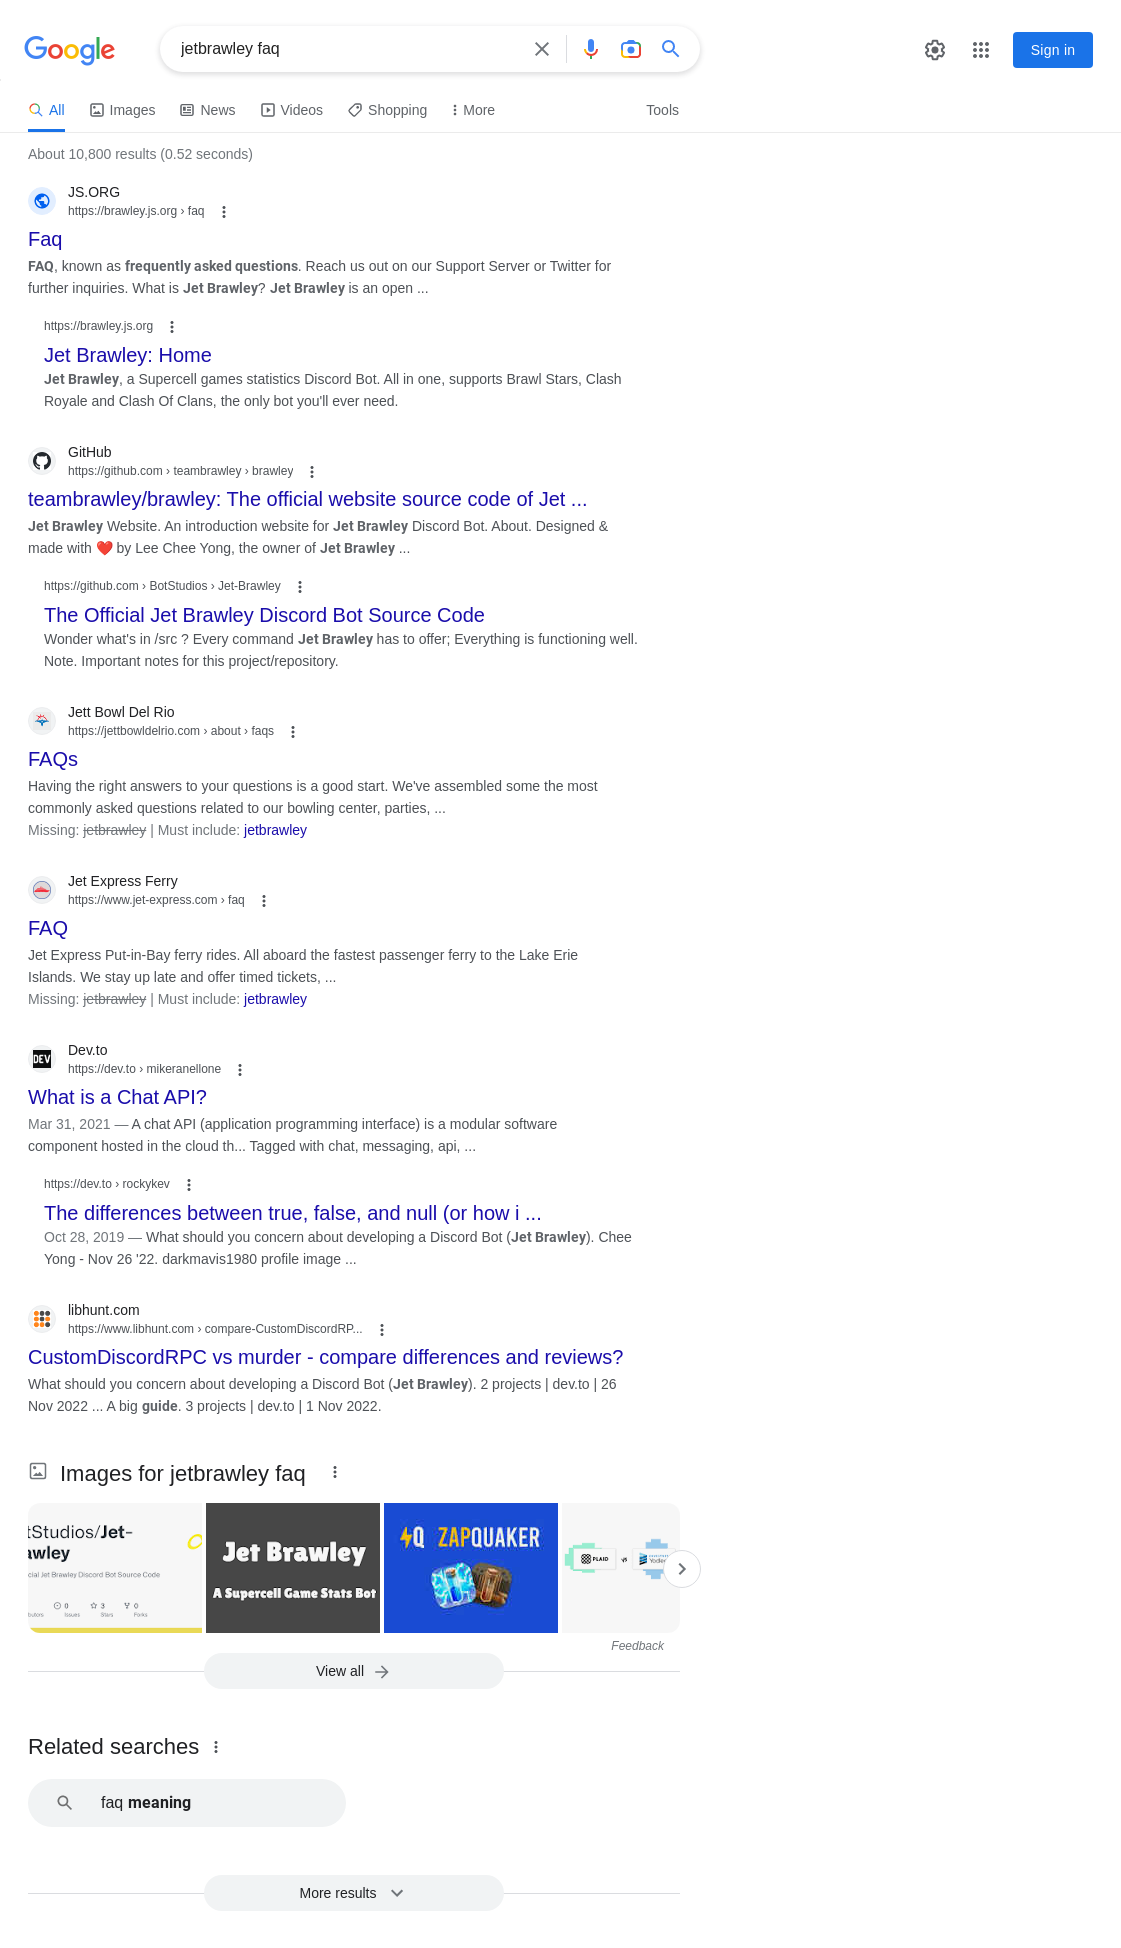 Google
jetbrawley faq
Sign in
All
Images
News
Videos
Shopping
More
Tools
About 10,800 results (0.52 seconds)
JS.ORG
https://brawley.js.org › faq
Faq
FAQ, known as frequently asked questions. Reach us out on our Support Server or Twitter for
further inquiries. What is Jet Brawley? Jet Brawley is an open ...
https://brawley.js.org
Jet Brawley: Home
Jet Brawley, a Supercell games statistics Discord Bot. All in one, supports Brawl Stars, Clash
Royale and Clash Of Clans, the only bot you'll ever need.
GitHub
https://github.com › teambrawley › brawley
teambrawley/brawley: The official website source code of Jet ...
Jet Brawley Website. An introduction website for Jet Brawley Discord Bot. About. Designed &
made with ❤️ by Lee Chee Yong, the owner of Jet Brawley ...
https://github.com › BotStudios › Jet-Brawley
The Official Jet Brawley Discord Bot Source Code
Wonder what's in /src ? Every command Jet Brawley has to offer; Everything is functioning well.
Note. Important notes for this project/repository.
Jett Bowl Del Rio
https://jettbowldelrio.com › about › faqs
FAQs
Having the right answers to your questions is a good start. We've assembled some the most
commonly asked questions related to our bowling center, parties, ...
Missing: jetbrawley | Must include: jetbrawley
Jet Express Ferry
https://www.jet-express.com › faq
FAQ
Jet Express Put-in-Bay ferry rides. All aboard the fastest passenger ferry to the Lake Erie
Islands. We stay up late and offer timed tickets, ...
Missing: jetbrawley | Must include: jetbrawley
DEV
Dev.to
https://dev.to › mikeranellone
What is a Chat API?
Mar 31, 2021 — A chat API (application programming interface) is a modular software
component hosted in the cloud th... Tagged with chat, messaging, api, ...
https://dev.to › rockykev
The differences between true, false, and null (or how i ...
Oct 28, 2019 — What should you concern about developing a Discord Bot (Jet Brawley). Chee
Yong - Nov 26 '22. darkmavis1980 profile image ...
libhunt.com
https://www.libhunt.com › compare-CustomDiscordRP...
CustomDiscordRPC vs murder - compare differences and reviews?
What should you concern about developing a Discord Bot (Jet Brawley). 2 projects | dev.to | 26
Nov 2022 ... A big guide. 3 projects | dev.to | 1 Nov 2022.
Images for jetbrawley faq
tStudios/Jet-
awley
cial Jet Brawley Discord Bot Source Code
0 3 0
butors Issues Stars Forks
Jet Brawley
A Supercell Game Stats Bot
Q ZAPQUAKER
PLAID vs Yodlee
Feedback
View all
Related searches
faq meaning
More results